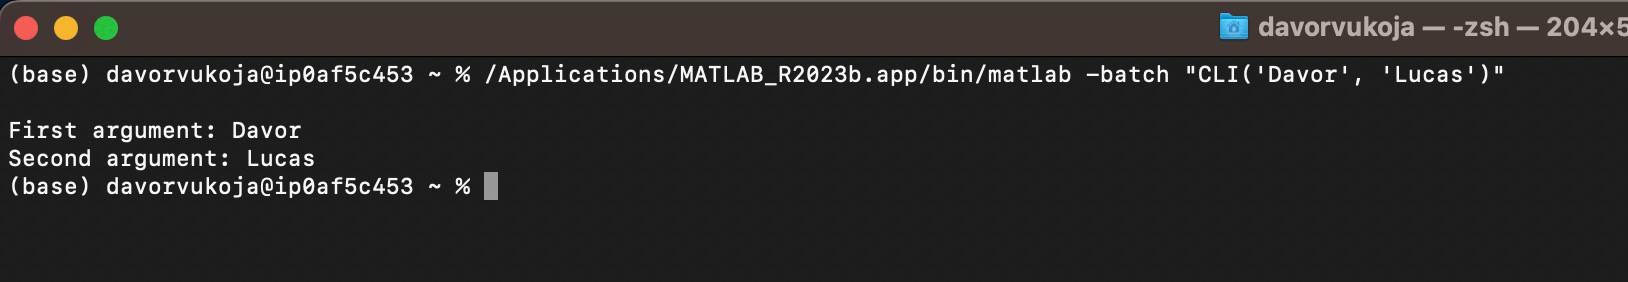 davorvukoja — -zsh — 204×5
(base) davorvukoja@ip0af5c453 ~ % /Applications/MATLAB_R2023b.app/bin/matlab -batch "CLI('Davor', 'Lucas')"
First argument: Davor
Second argument: Lucas
(base) davorvukoja@ip0af5c453 ~ %